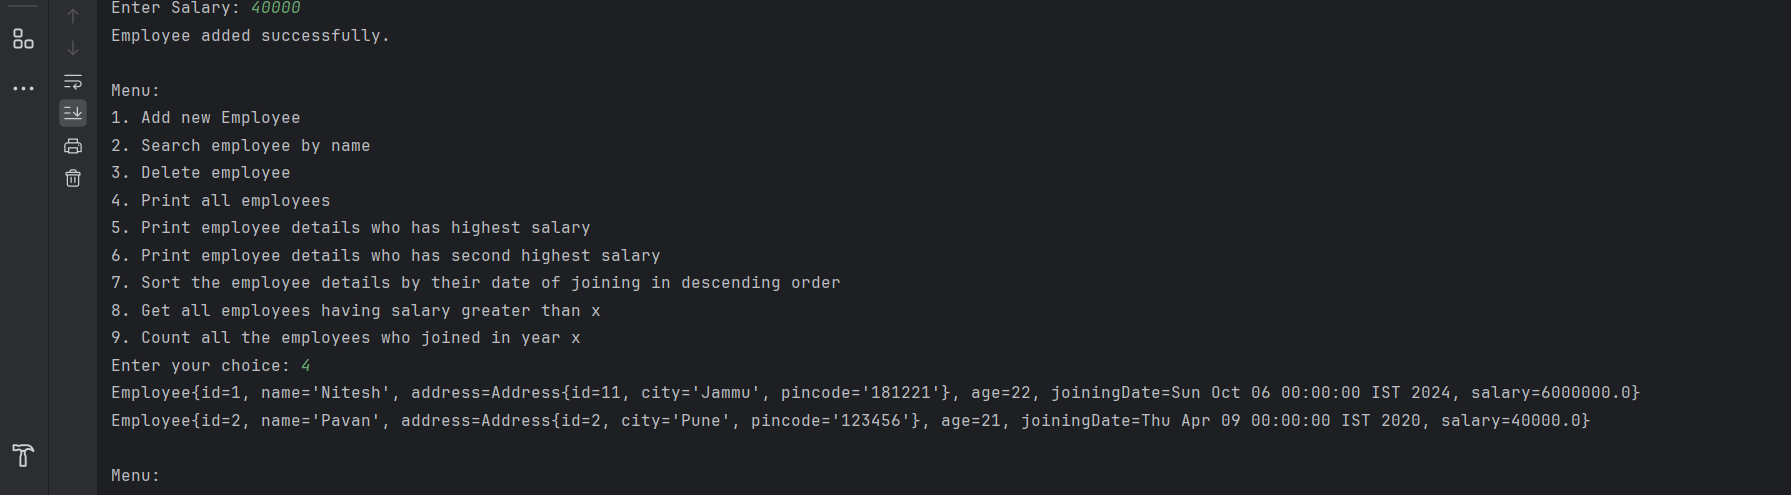 Enter Salary: 40000
Employee added successfully.
Menu:
1. Add new Employee
2. Search employee by name
3. Delete employee
4. Print all employees
5. Print employee details who has highest salary
6. Print employee details who has second highest salary
7. Sort the employee details by their date of joining in descending order
8. Get all employees having salary greater than x
9. Count all the employees who joined in year x
Enter your choice: 4
Employee{id=1, name='Nitesh', address=Address{id=11, city='Jammu', pincode='181221'}, age=22, joiningDate=Sun Oct 06 00:00:00 IST 2024, salary=6000000.0}
Employee{id=2, name='Pavan', address=Address{id=2, city='Pune', pincode='123456'}, age=21, joiningDate=Thu Apr 09 00:00:00 IST 2020, salary=40000.0}
Menu: